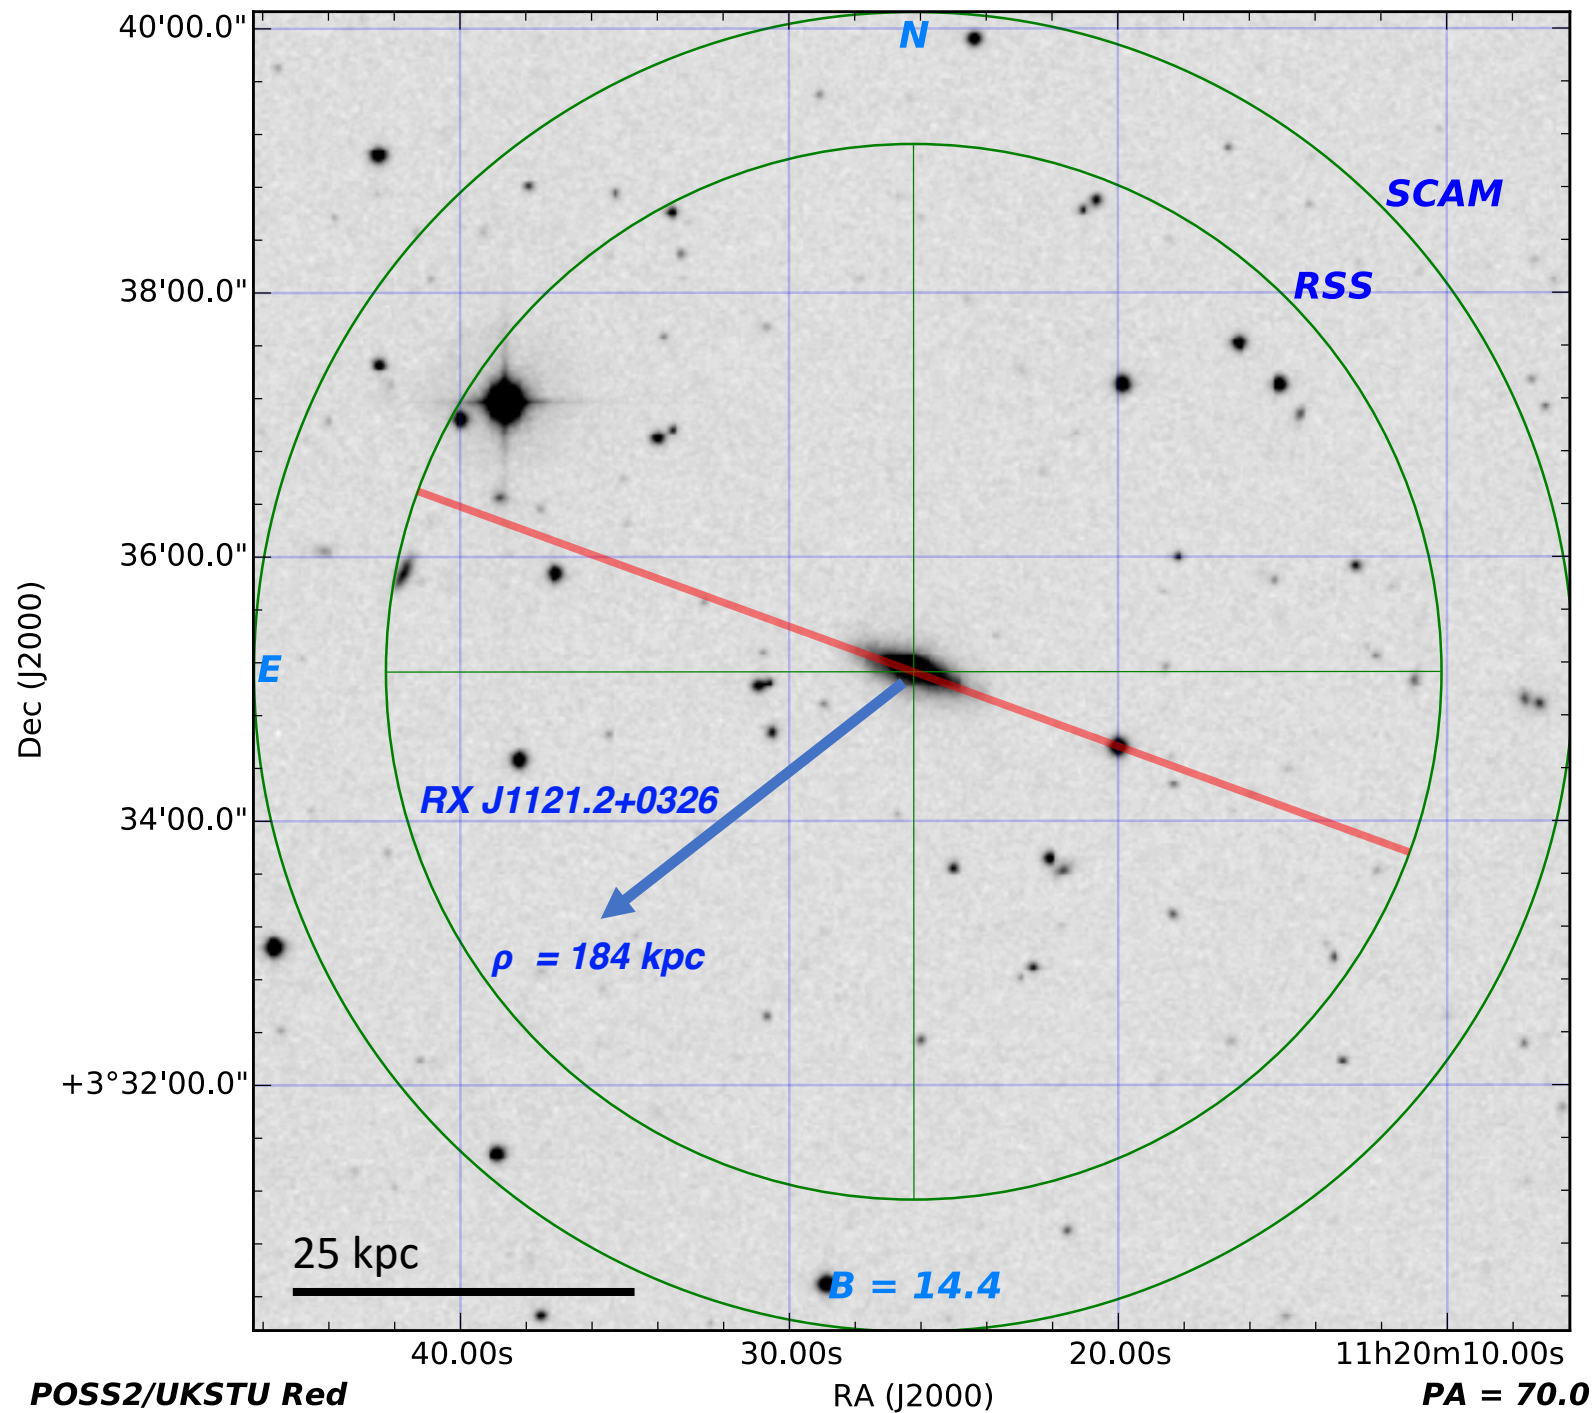 40'00.0"
N
SCAM
38'00.0"
RSS
36'00.0"
E
Dec (J2000)
RX J1121.2+0326
34'00.0"
ρ = 184 kpc
+3°32'00.0"
25 kpc
B = 14.4
40.00s
30.00s
20.00s
11h20m10.00s
POSS2/UKSTU Red
RA (J2000)
PA = 70.0